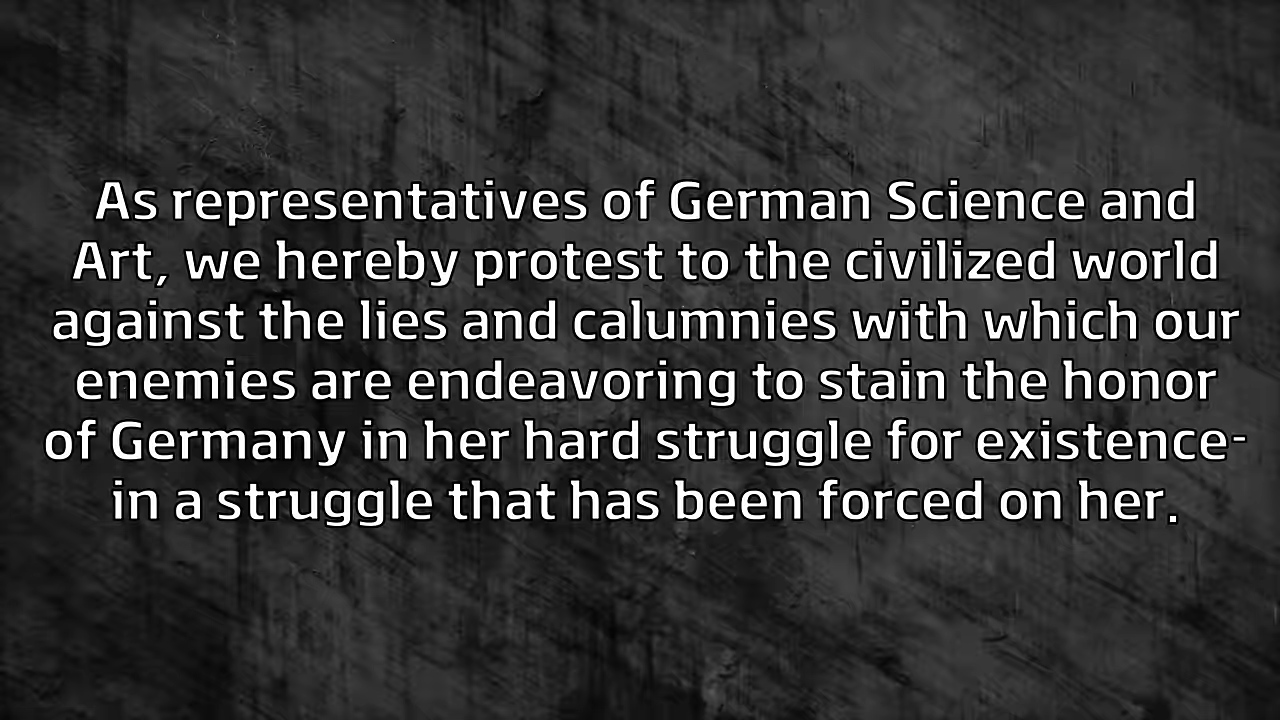 As representatives of German Science and
Art, we hereby protest to the civilized world
against the lies and calumnies with which our
enemies are endeavoring to stain the honor
of Germany in her hard struggle for existence-
in a struggle that has been forced on her.